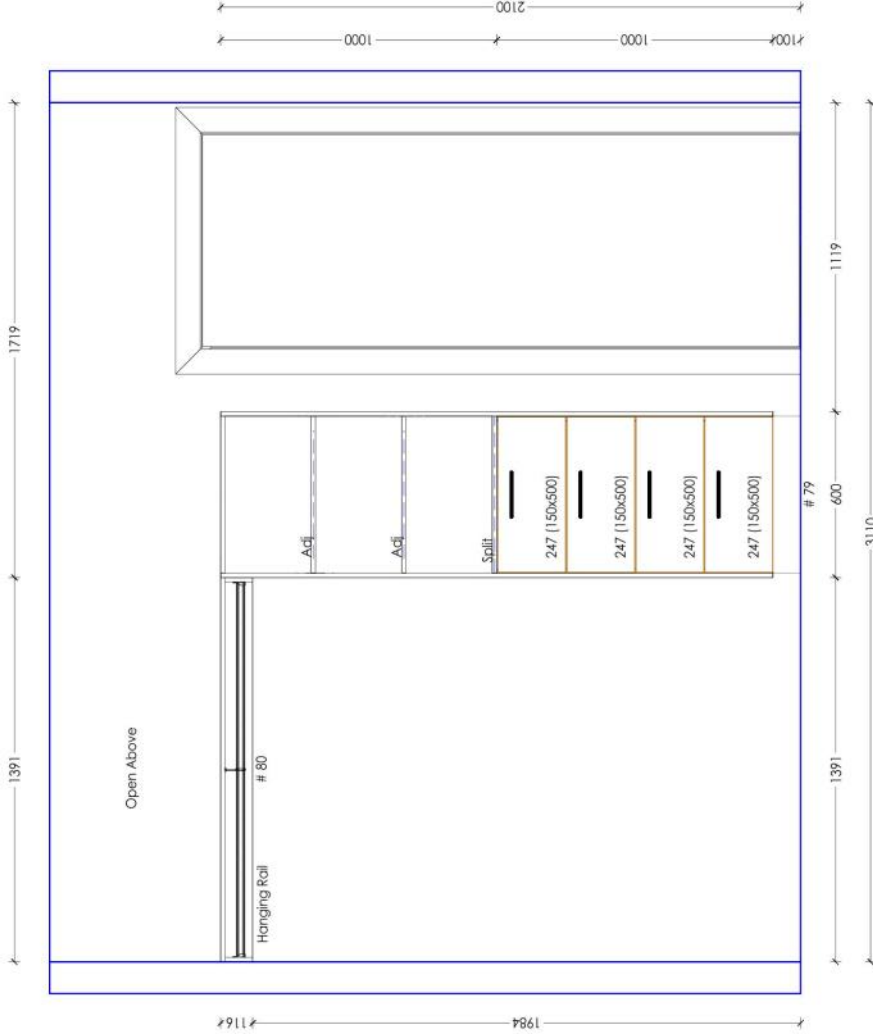 1391
1719
Open Above
116
1984
Hanging Rail
# 80
Adj
Adj
Split
247 (150x500)
247 (150x500)
247 (150x500)
247 (150x500)
# 79
1000
1000
100
2100
1391
600
1119
3110